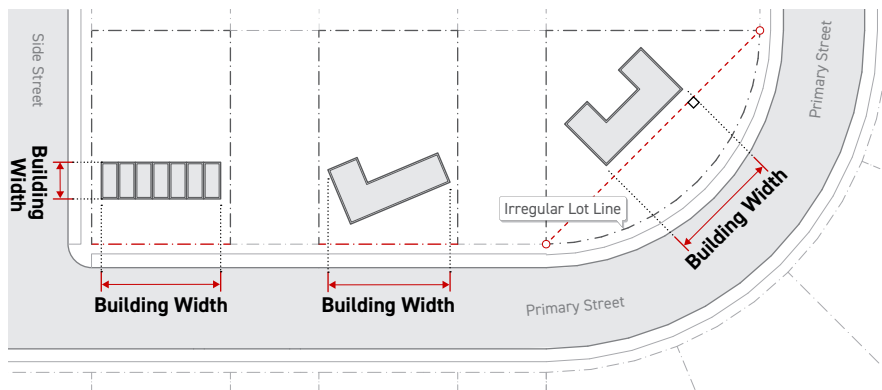 Side Street
Primary Street
Building
Width
Irregular Lot Line
Building Width
Building Width
Building Width
Primary Street